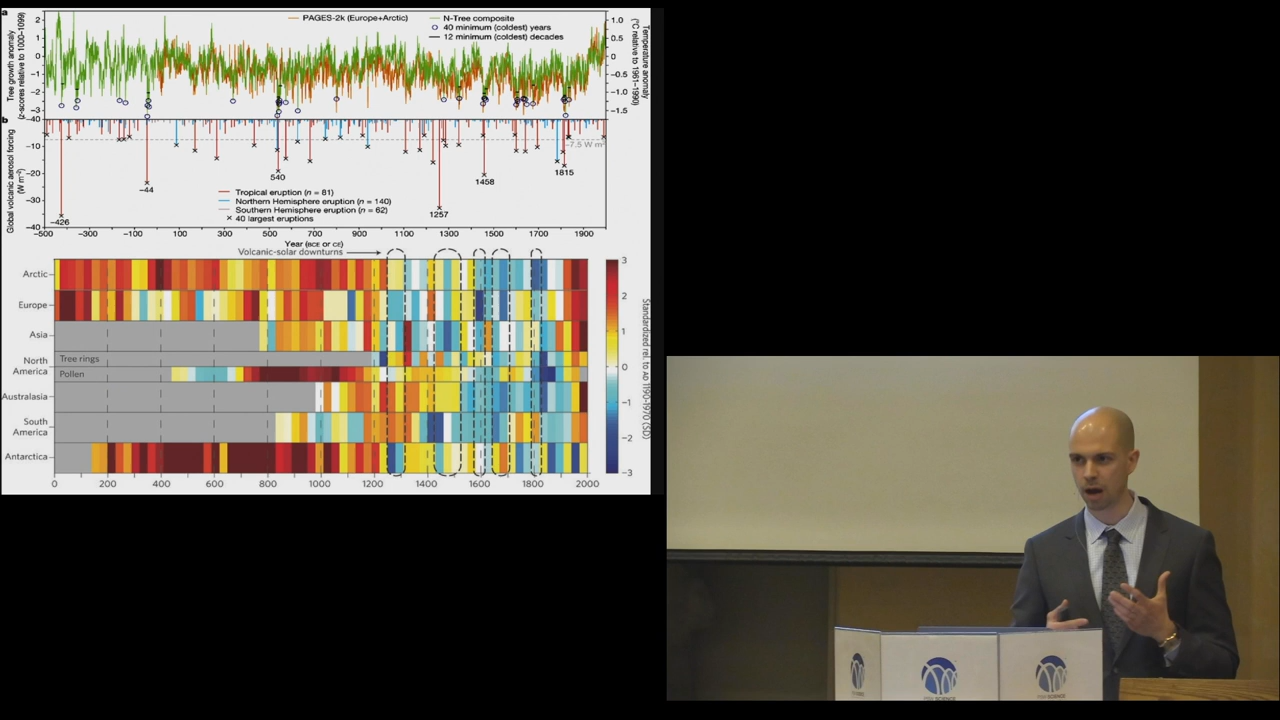 a
PAGES-2k (Europe+Arctic)
N-Tree composite
40 minimum (coldest) years
12 minimum (coldest) decades
Tree growth anomaly
(z-scores relative to 1000–1099)
2
1
0
−1
−2
−3
1.0
0.5
0
−0.5
−1.0
−1.5
Temperature anomaly
(°C relative to 1961–1990)
b
Global volcanic aerosol forcing
(W m⁻²)
−10
−20
−30
−40
−7.5 W m⁻²
−426
−44
540
1257
1458
1815
Tropical eruption (n = 81)
Northern Hemisphere eruption (n = 140)
Southern Hemisphere eruption (n = 62)
40 largest eruptions
−500 −300 −100 100 300 500 700 900 1100 1300 1500 1700 1900
Year (BCE or CE)
Volcanic-solar downturns
Arctic
Europe
Asia
North
America
Tree rings
Pollen
Australasia
South
America
Antarctica
0 200 400 600 800 1000 1200 1400 1600 1800 2000
3
2
1
0
−1
−2
−3
Standardized rel. to AD 1190–1970 (SD)